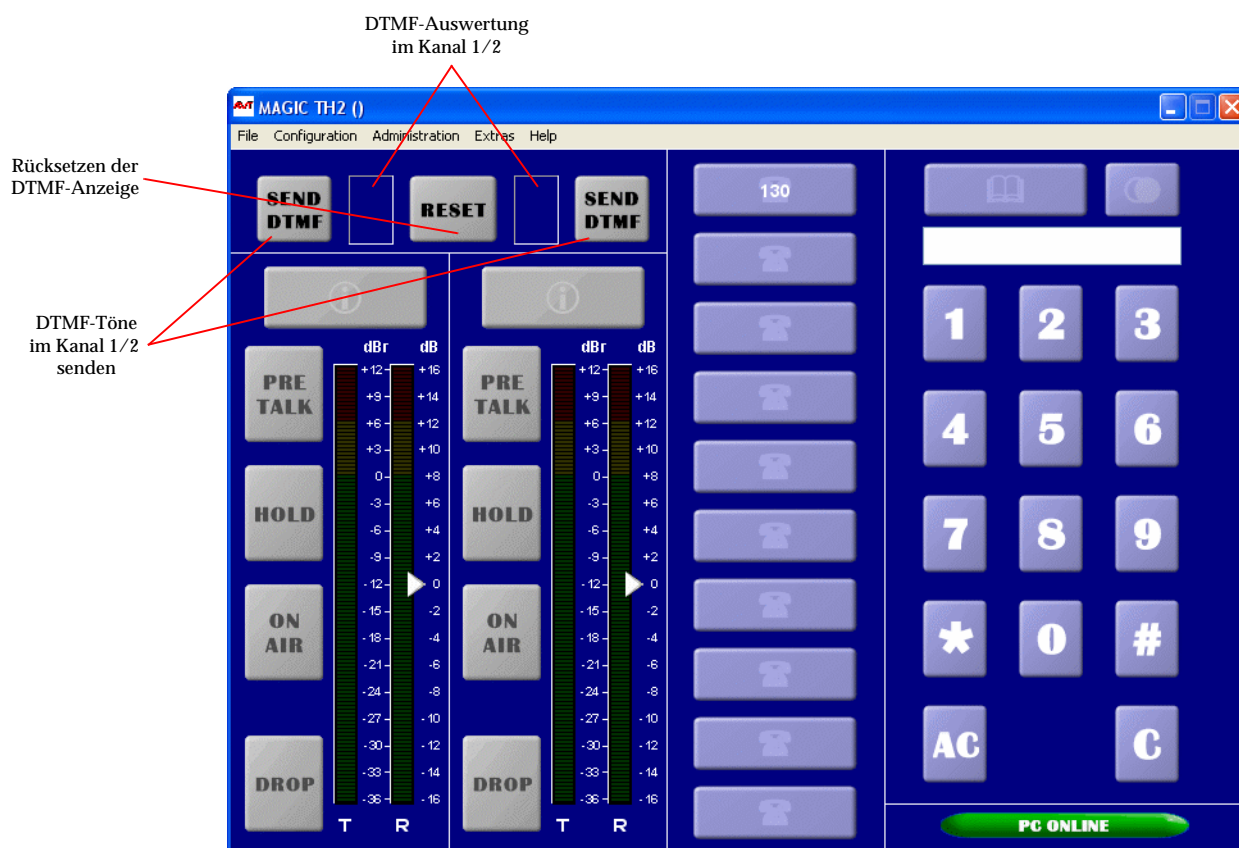 DTMF-Auswertung
im Kanal 1/2
AVT MAGIC TH2 ()
File Configuration Administration Extras Help
Rücksetzen der
DTMF-Anzeige
SEND
DTMF
RESET
SEND
DTMF
DTMF-Töne
im Kanal 1/2
senden
dBr dB
PRE
TALK
HOLD
ON
AIR
DROP
+12 +16
+9 +14
+6 +12
+3 +10
0 +8
-3 +6
-6 +4
-9 +2
-12 0
-15 -2
-18 -4
-21 -6
-24 -8
-27 -10
-30 -12
-33 -14
-36 -16
T R
dBr dB
PRE
TALK
HOLD
ON
AIR
DROP
+12 +16
+9 +14
+6 +12
+3 +10
0 +8
-3 +6
-6 +4
-9 +2
-12 0
-15 -2
-18 -4
-21 -6
-24 -8
-27 -10
-30 -12
-33 -14
-36 -16
T R
130
1 2 3
4 5 6
7 8 9
* 0 #
AC C
PC ONLINE